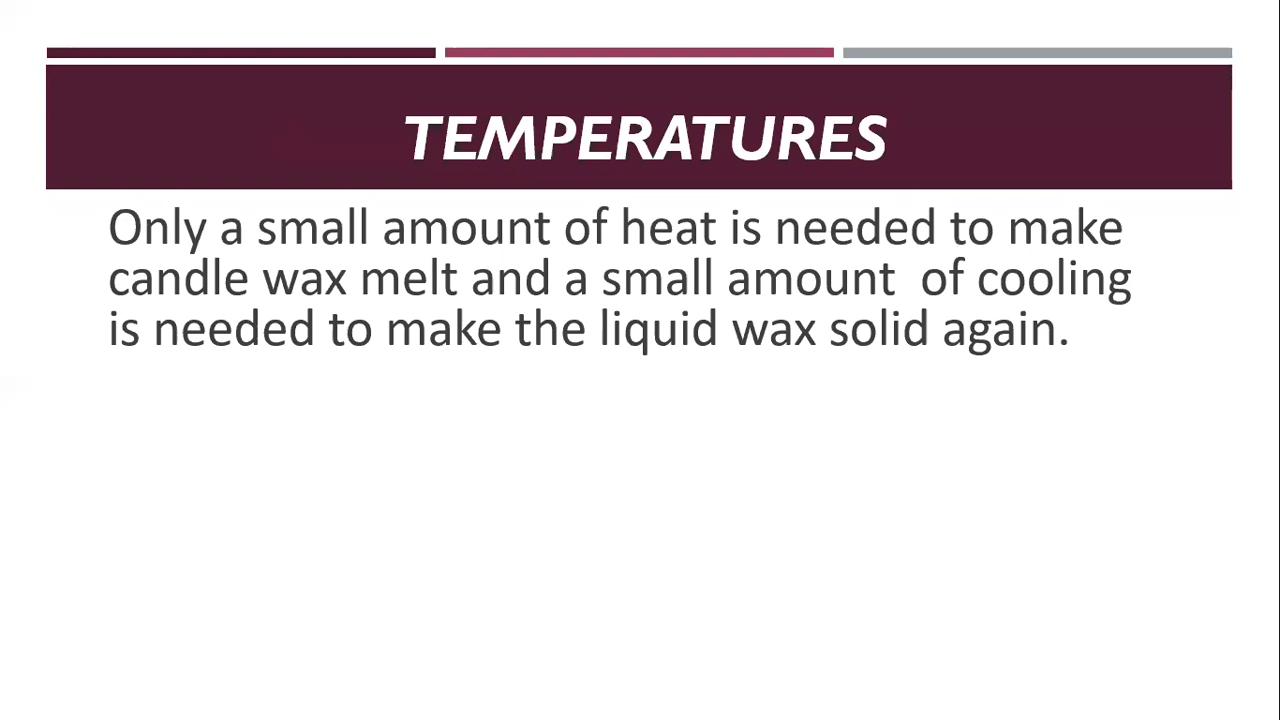 TEMPERATURES
Only a small amount of heat is needed to make
candle wax melt and a small amount  of cooling
is needed to make the liquid wax solid again.